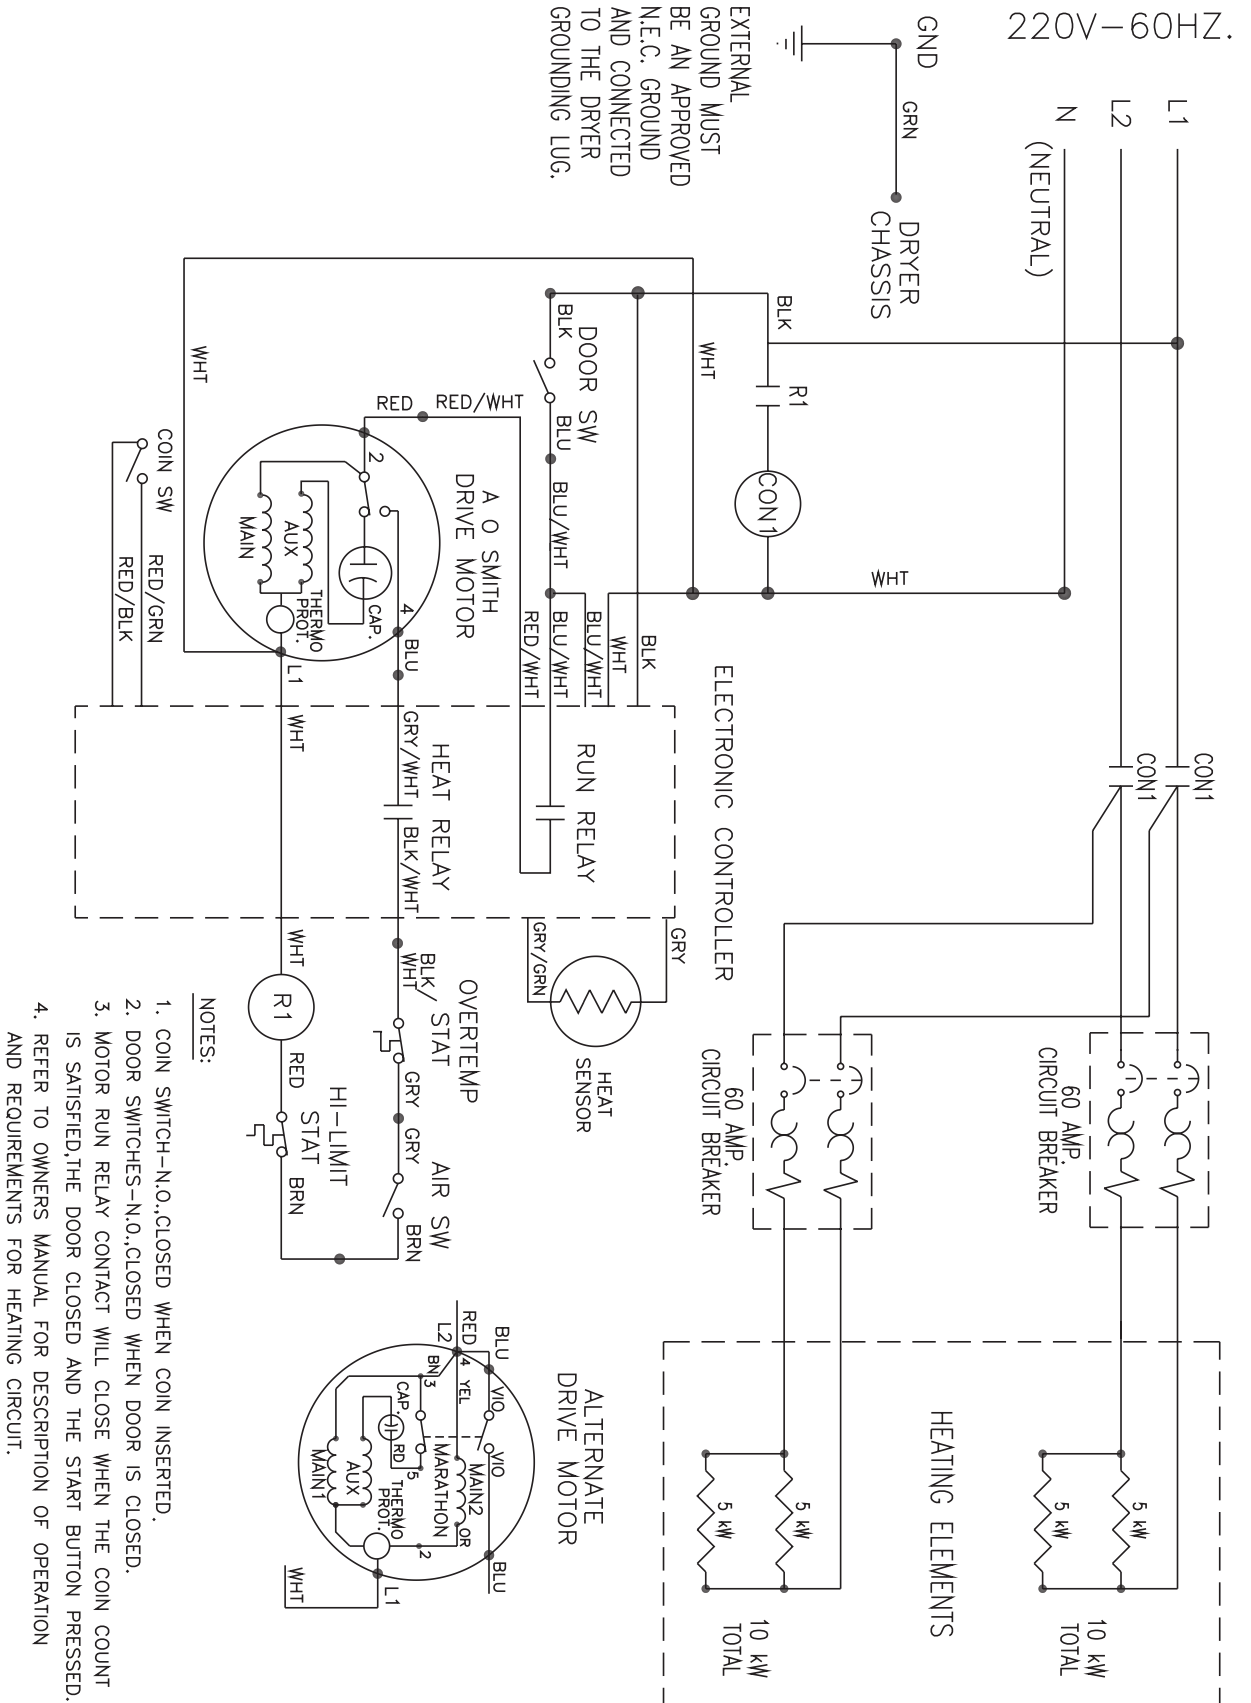 220V-60HZ.
L1
L2
N
(NEUTRAL)
GND
GRN
DRYER
CHASSIS
EXTERNAL
GROUND MUST
BE AN APPROVED
N.E.C. GROUND
AND CONNECTED
TO THE DRYER
GROUNDING LUG.
BLK
R1
CON1
WHT
WHT
DOOR SW
BLK
BLU
BLU/WHT
BLK
WHT
BLU/WHT
BLU/WHT
RED/WHT
RED
RED/WHT
WHT
A O SMITH
DRIVE MOTOR
2
4
CAP.
AUX
MAIN
THERMO
PROT.
L1
BLU
COIN SW
RED/GRN
RED/BLK
ELECTRONIC CONTROLLER
RUN RELAY
HEAT RELAY
GRY/WHT
BLK/WHT
WHT
WHT
GRY
GRY/GRN
HEAT
SENSOR
BLK/
WHT
OVERTEMP
STAT
GRY
GRY
AIR SW
BRN
R1
RED
HI-LIMIT
STAT
BRN
CON1
CON1
60 AMP.
CIRCUIT BREAKER
60 AMP.
CIRCUIT BREAKER
HEATING ELEMENTS
5 kW
5 kW
10 kW
TOTAL
5 kW
5 kW
10 kW
TOTAL
ALTERNATE
DRIVE MOTOR
BLU
RED
L2
VIO
VIO
BLU
4
YEL
BN
3
CAP.
RD
5
MAIN2
MARATHON
OR
AUX
MAIN1
THERMO
PROT.
2
L1
WHT
NOTES:
1. COIN SWITCH-N.O.,CLOSED WHEN COIN INSERTED.
2. DOOR SWITCHES-N.O.,CLOSED WHEN DOOR IS CLOSED.
3. MOTOR RUN RELAY CONTACT WILL CLOSE WHEN THE COIN COUNT
IS SATISFIED,THE DOOR CLOSED AND THE START BUTTON PRESSED.
4. REFER TO OWNERS MANUAL FOR DESCRIPTION OF OPERATION
AND REQUIREMENTS FOR HEATING CIRCUIT.